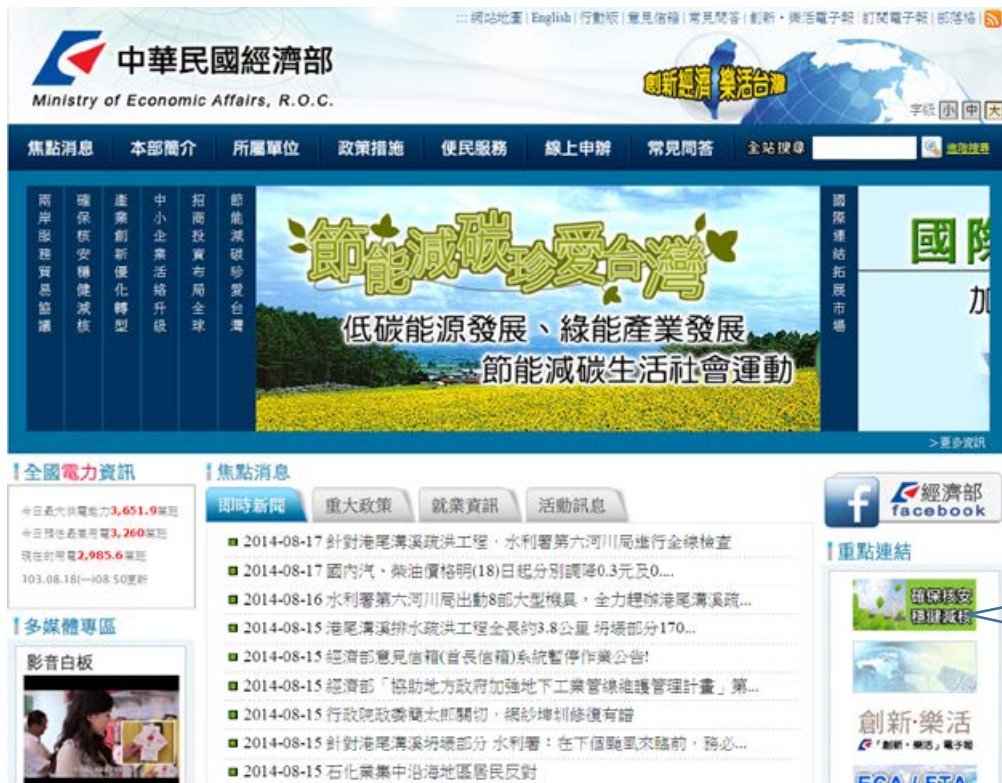 :::網站地圖 | English | 行動版 | 意見信箱 | 常見問答 | 創新・樂活電子報 | 訂閱電子報 | 部落格 |
中華民國經濟部
Ministry of Economic Affairs, R.O.C.
創新經濟 樂活台灣
字級 小 中 大
焦點消息 本部簡介 所屬單位 政策措施 便民服務 線上申辦 常見問答 全站搜尋 進階搜尋
兩岸服務貿易協議
確保核安穩健減核
產業創新優化轉型
中小企業活絡升級
招商投資布局全球
節能減碳珍愛台灣
節能減碳珍愛台灣
低碳能源發展、綠能產業發展
節能減碳生活社會運動
國際連結拓展市場
國際
加
>更多資訊
全國電力資訊
今日最大供電能力3,651.9萬瓩
今日預估最高用電3,260萬瓩
現在的用電2,985.6萬瓩
103.08.18(一)08:50更新
多媒體專區
影音白板
焦點消息
即時新聞 重大政策 就業資訊 活動訊息
2014-08-17 針對港尾溝溪疏洪工程,水利署第六河川局進行全線檢查
2014-08-17 國內汽、柴油價格明(18)日起分別調降0.3元及0....
2014-08-16 水利署第六河川局出動8部大型機具,全力趕辦港尾溝溪疏...
2014-08-15 港尾溝溪排水疏洪工程全長約3.8公里 坍塌部分170...
2014-08-15 經濟部意見信箱(首長信箱)系統暫停作業公告!
2014-08-15 經濟部「協助地方政府加強地下工業管線維護管理計畫」第...
2014-08-15 行政院政委簡太郎關切,綢紗埤圳修復有譜
2014-08-15 針對港尾溝溪坍塌部分 水利署:在下個颱風來臨前,務必...
2014-08-15 石化業集中沿海地區居民反對
經濟部
facebook
重點連結
確保核安
穩健減核
創新·樂活
「創新・樂活」電子報
ECA / FTA